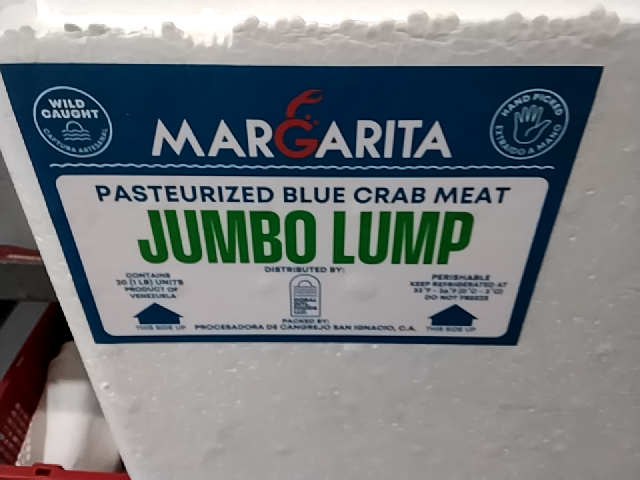 WILD
CAUGHT
CAPTURA ARTESANAL
MARGARITA
HAND PICKED
EXTRAIDO A MANO
PASTEURIZED BLUE CRAB MEAT
JUMBO LUMP
CONTAINS
10 (1 LB) UNITS
PRODUCT OF
VENEZUELA
DISTRIBUTED BY:
PERISHABLE
KEEP REFRIGERATED AT
DO NOT FREEZE
THIS SIDE UP
PACKED BY:
PROCESADORA DE CANGREJO SAN IGNACIO, C.A.
THIS SIDE UP